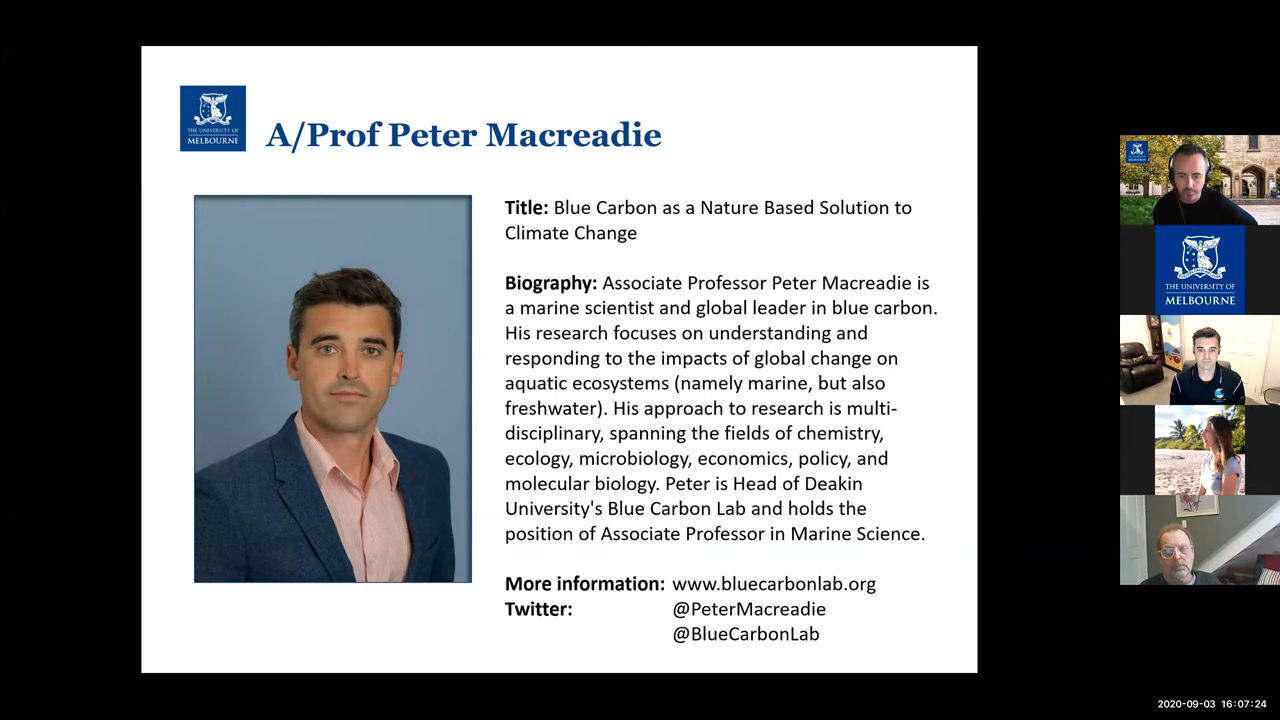 THE UNIVERSITY OF
MELBOURNE
A/Prof Peter Macreadie
Title: Blue Carbon as a Nature Based Solution to
Climate Change
Biography: Associate Professor Peter Macreadie is
a marine scientist and global leader in blue carbon.
His research focuses on understanding and
responding to the impacts of global change on
aquatic ecosystems (namely marine, but also
freshwater). His approach to research is multi-
disciplinary, spanning the fields of chemistry,
ecology, microbiology, economics, policy, and
molecular biology. Peter is Head of Deakin
University's Blue Carbon Lab and holds the
position of Associate Professor in Marine Science.
More information: www.bluecarbonlab.org
Twitter: @PeterMacreadie
@BlueCarbonLab
THE UNIVERSITY OF
MELBOURNE
2020-09-03 16:07:24